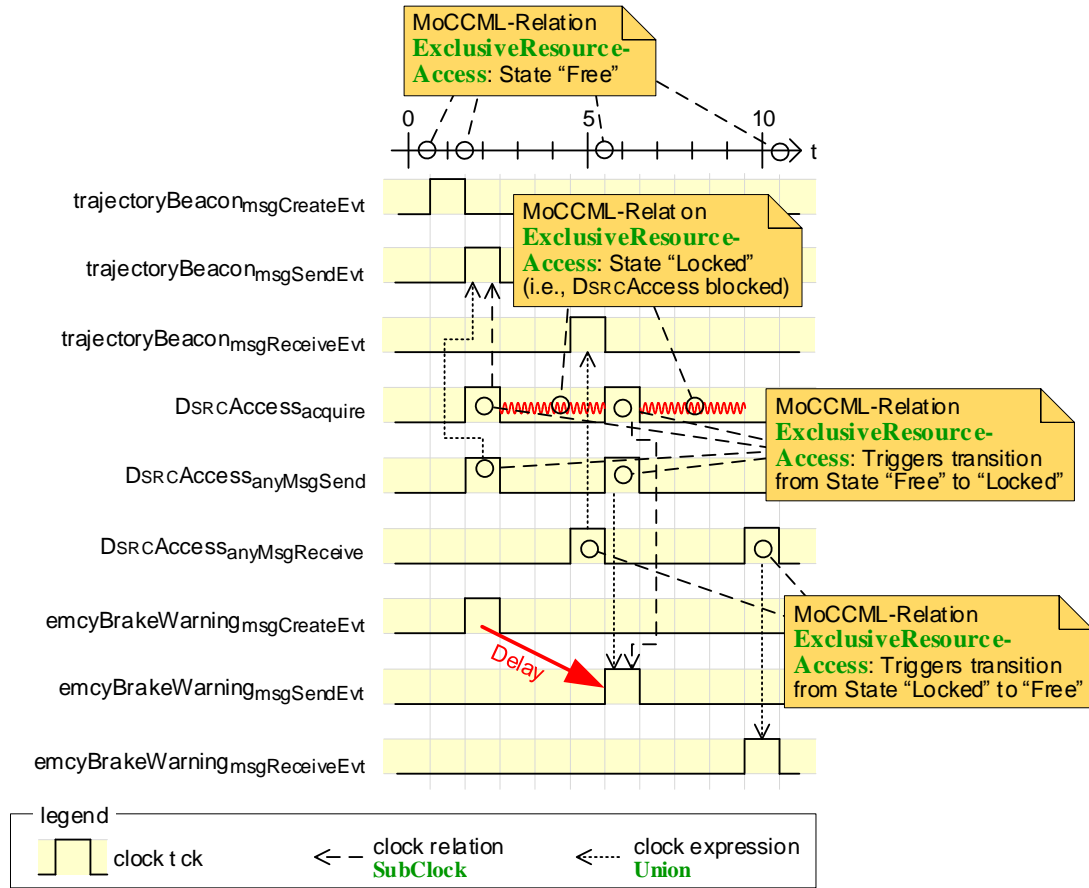 MoCCML-Relation
ExclusiveResource-
Access: State “Free”
0
5
10
t
trajectoryBeaconmsgCreateEvt
MoCCML-Relat on
ExclusiveResource-
Access: State “Locked”
(i.e., DSRCAccess blocked)
trajectoryBeaconmsgSendEvt
trajectoryBeaconmsgReceiveEvt
DSRCAccessacquire
MoCCML-Relation
ExclusiveResource-
Access: Triggers transition
from State “Free” to “Locked”
DSRCAccessanyMsgSend
DSRCAccessanyMsgReceive
emcyBrakeWarningmsgCreateEvt
MoCCML-Relation
ExclusiveResource-
Access: Triggers transition
from State “Locked” to “Free”
Delay
emcyBrakeWarningmsgSendEvt
emcyBrakeWarningmsgReceiveEvt
legend
clock t ck
clock relation
SubClock
clock expression
Union